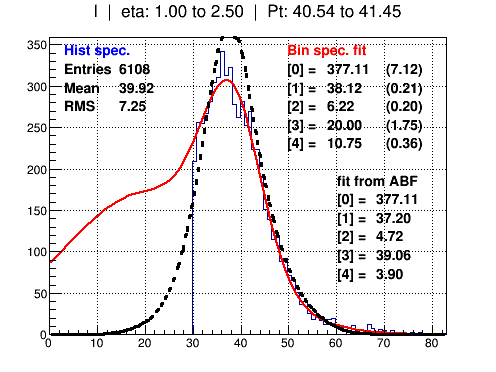 I | eta: 1.00 to 2.50 | Pt: 40.54 to 41.45
Hist spec.
Entries 6108
Mean 39.92
RMS 7.25
Bin spec. fit
[0] = 377.11 (7.12)
[1] = 38.12 (0.21)
[2] = 6.22 (0.20)
[3] = 20.00 (1.75)
[4] = 10.75 (0.36)
fit from ABF
[0] = 377.11
[1] = 37.20
[2] = 4.72
[3] = 39.06
[4] = 3.90
350
300
250
200
150
100
50
0
0 10 20 30 40 50 60 70 80